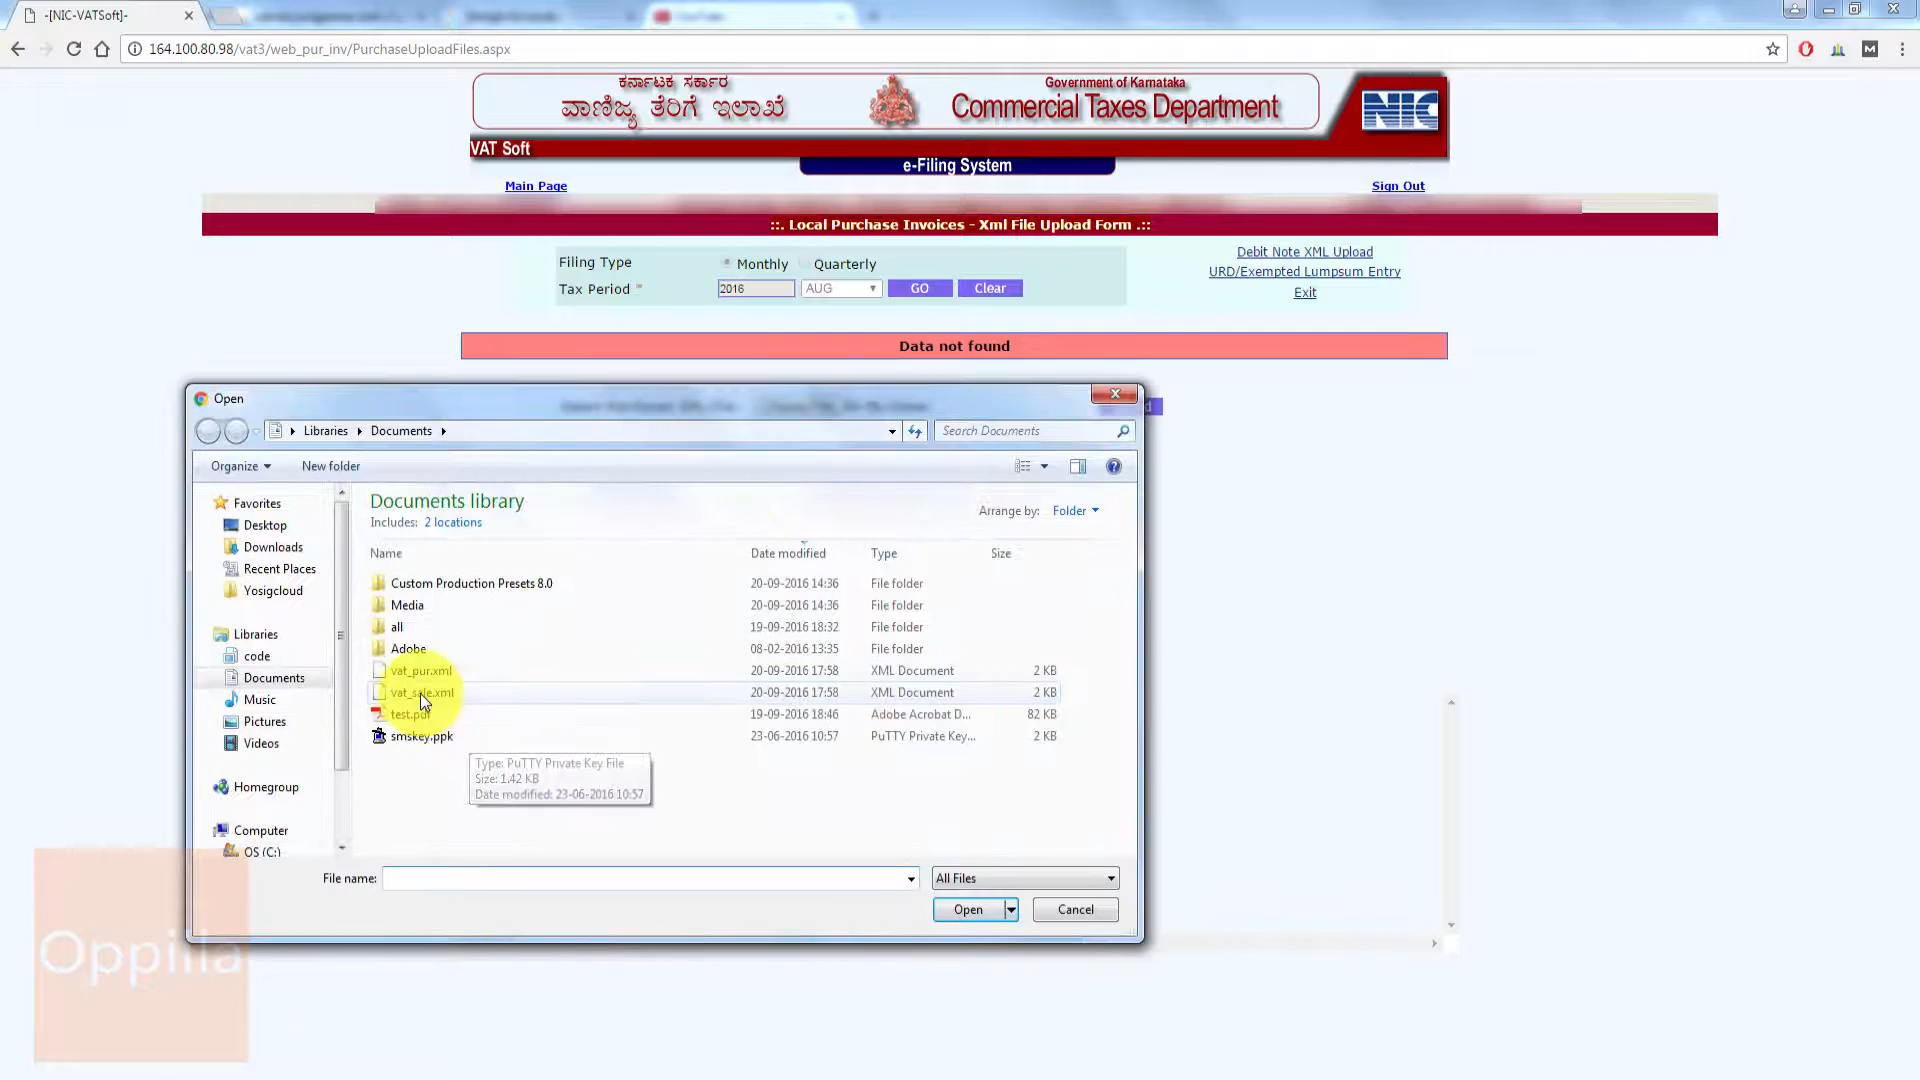 -[NIC-VATSoft]-
164.100.80.98/vat3/web_pur_inv/PurchaseUploadFiles.aspx
ಕರ್ನಾಟಕ ಸರ್ಕಾರ
ವಾಣಿಜ್ಯ ತೆರಿಗೆ ಇಲಾಖೆ
Government of Karnataka
Commercial Taxes Department
NIC
VAT Soft
e-Filing System
Main Page
Sign Out
::. Local Purchase Invoices - Xml File Upload Form .::
Filing Type Monthly Quarterly
Tax Period * 2016 AUG GO Clear
Debit Note XML Upload
URD/Exempted Lumpsum Entry
Exit
Data not found
Open
Libraries Documents
Search Documents
Organize New folder
Favorites
Desktop
Downloads
Recent Places
Yosigcloud
Libraries
code
Documents
Music
Pictures
Videos
Homegroup
Computer
OS (C:)
Documents library
Includes: 2 locations
Arrange by: Folder
Name Date modified Type Size
Custom Production Presets 8.0 20-09-2016 14:36 File folder
Media 20-09-2016 14:36 File folder
all 19-09-2016 18:32 File folder
Adobe 08-02-2016 13:35 File folder
vat_pur.xml 20-09-2016 17:58 XML Document 2 KB
vat_sale.xml 20-09-2016 17:58 XML Document 2 KB
test.pdf 19-09-2016 18:46 Adobe Acrobat D... 82 KB
smskey.ppk 23-06-2016 10:57 PuTTY Private Key... 2 KB
Type: PuTTY Private Key File
Size: 1.42 KB
Date modified: 23-06-2016 10:57
File name: All Files
Open Cancel
Oppilla